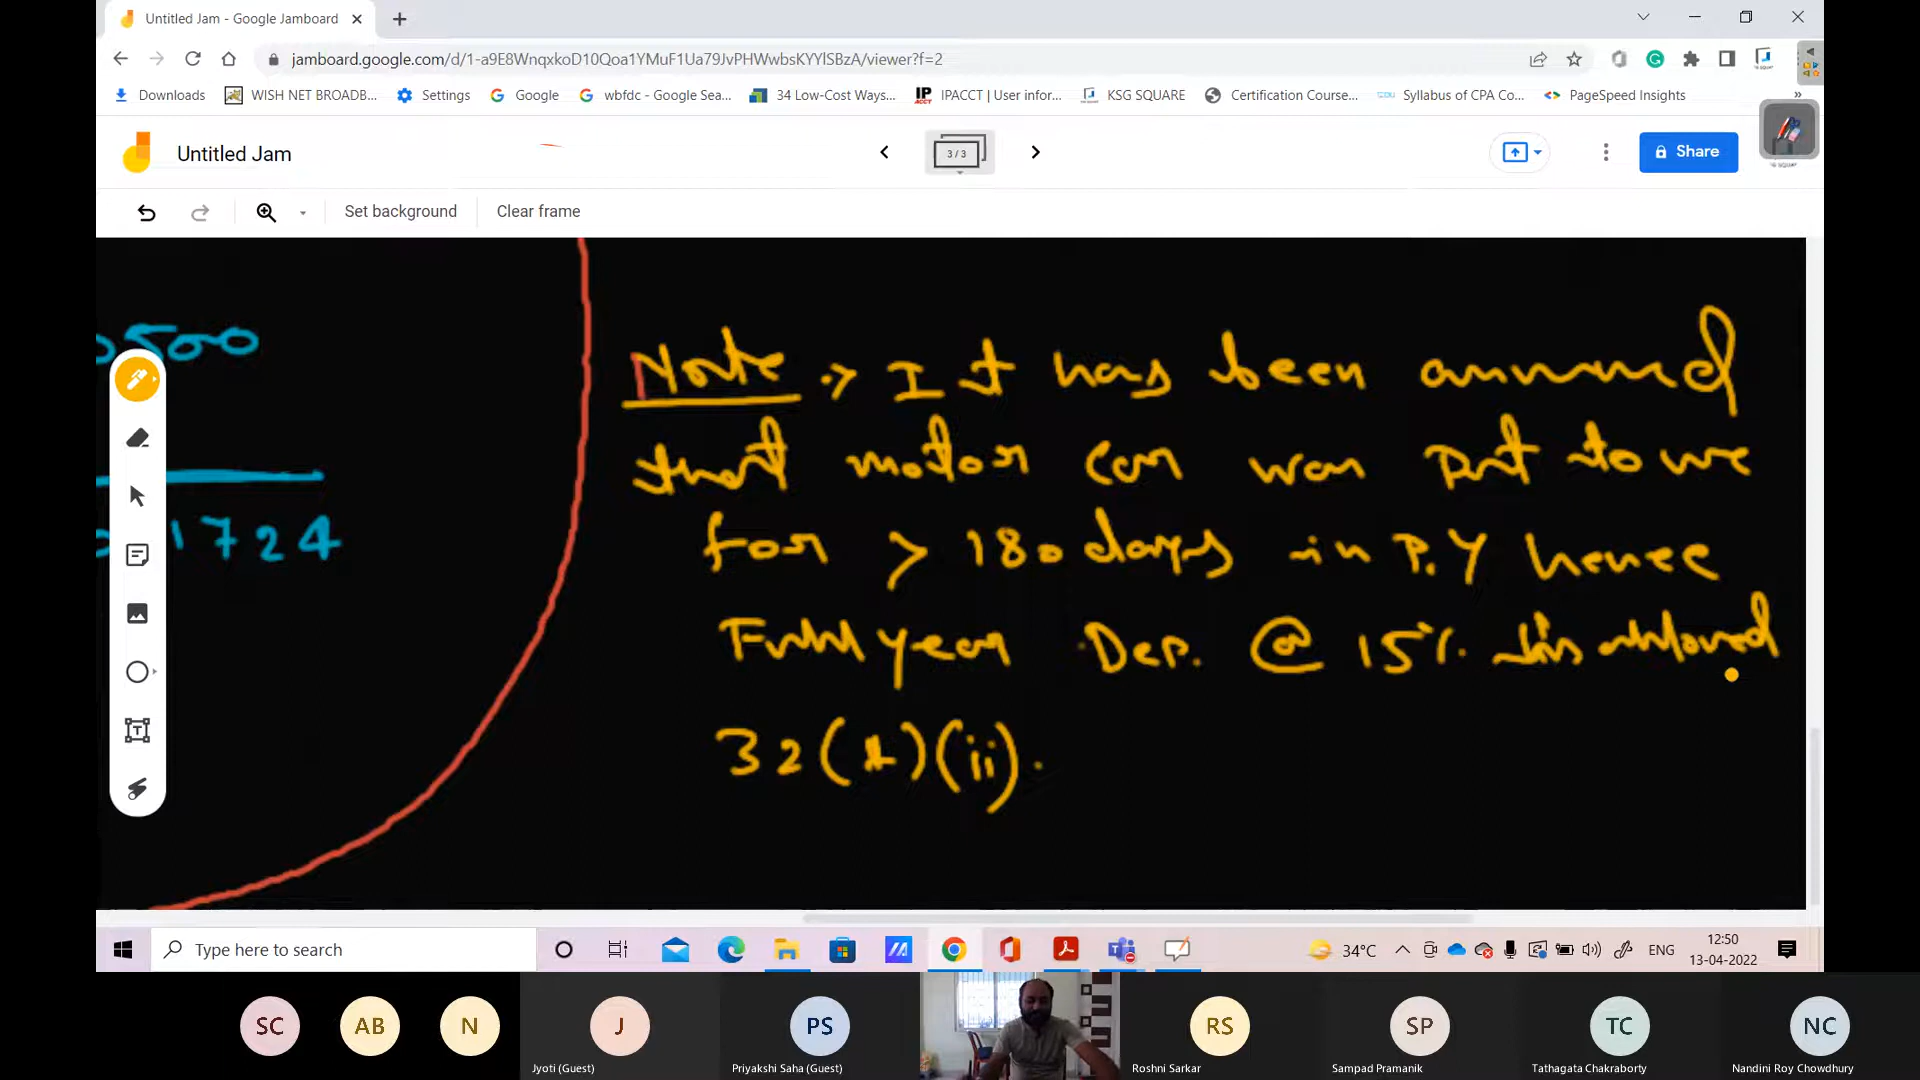 Untitled Jam - Google Jamboard
jamboard.google.com/d/1-a9E8WnqxkoD10Qoa1YMuF1Ua79JvPHWwbsKYYlSBzA/viewer?f=2
Downloads WISH NET BROADB... Settings Google wbfdc - Google Sea... 34 Low-Cost Ways... IPACCT | User infor... KSG SQUARE Certification Course... Syllabus of CPA Co... PageSpeed Insights »
Untitled Jam 3 / 3 Share
Set background Clear frame
0500
1724
Note :> It has been assumed
that motor car was put to use
for > 180 days in P.Y hence
Full year Dep. @ 15%. this allowed
32(1)(ii).
Type here to search 34°C ENG 12:50
13-04-2022
SC AB N J PS RS SP TC NC
Jyoti (Guest) Priyakshi Saha (Guest) Roshni Sarkar Sampad Pramanik Tathagata Chakraborty Nandini Roy Chowdhury